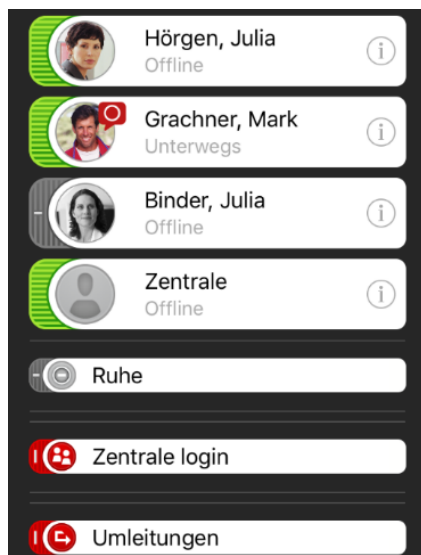 Hörgen, Julia
Offline
Grachner, Mark
Unterwegs
Binder, Julia
Offline
Zentrale
Offline
Ruhe
Zentrale login
Umleitungen